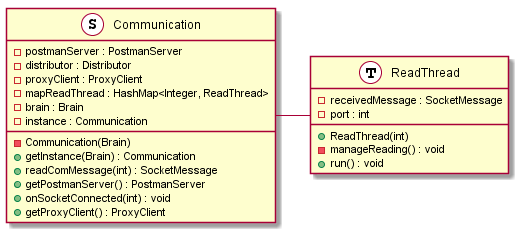 S Communication
postmanServer : PostmanServer
distributor : Distributor
proxyClient : ProxyClient
mapReadThread : HashMap<Integer, ReadThread>
brain : Brain
instance : Communication
Communication(Brain)
getInstance(Brain) : Communication
readComMessage(int) : SocketMessage
getPostmanServer() : PostmanServer
onSocketConnected(int) : void
getProxyClient() : ProxyClient
T ReadThread
receivedMessage : SocketMessage
port : int
ReadThread(int)
manageReading() : void
run() : void